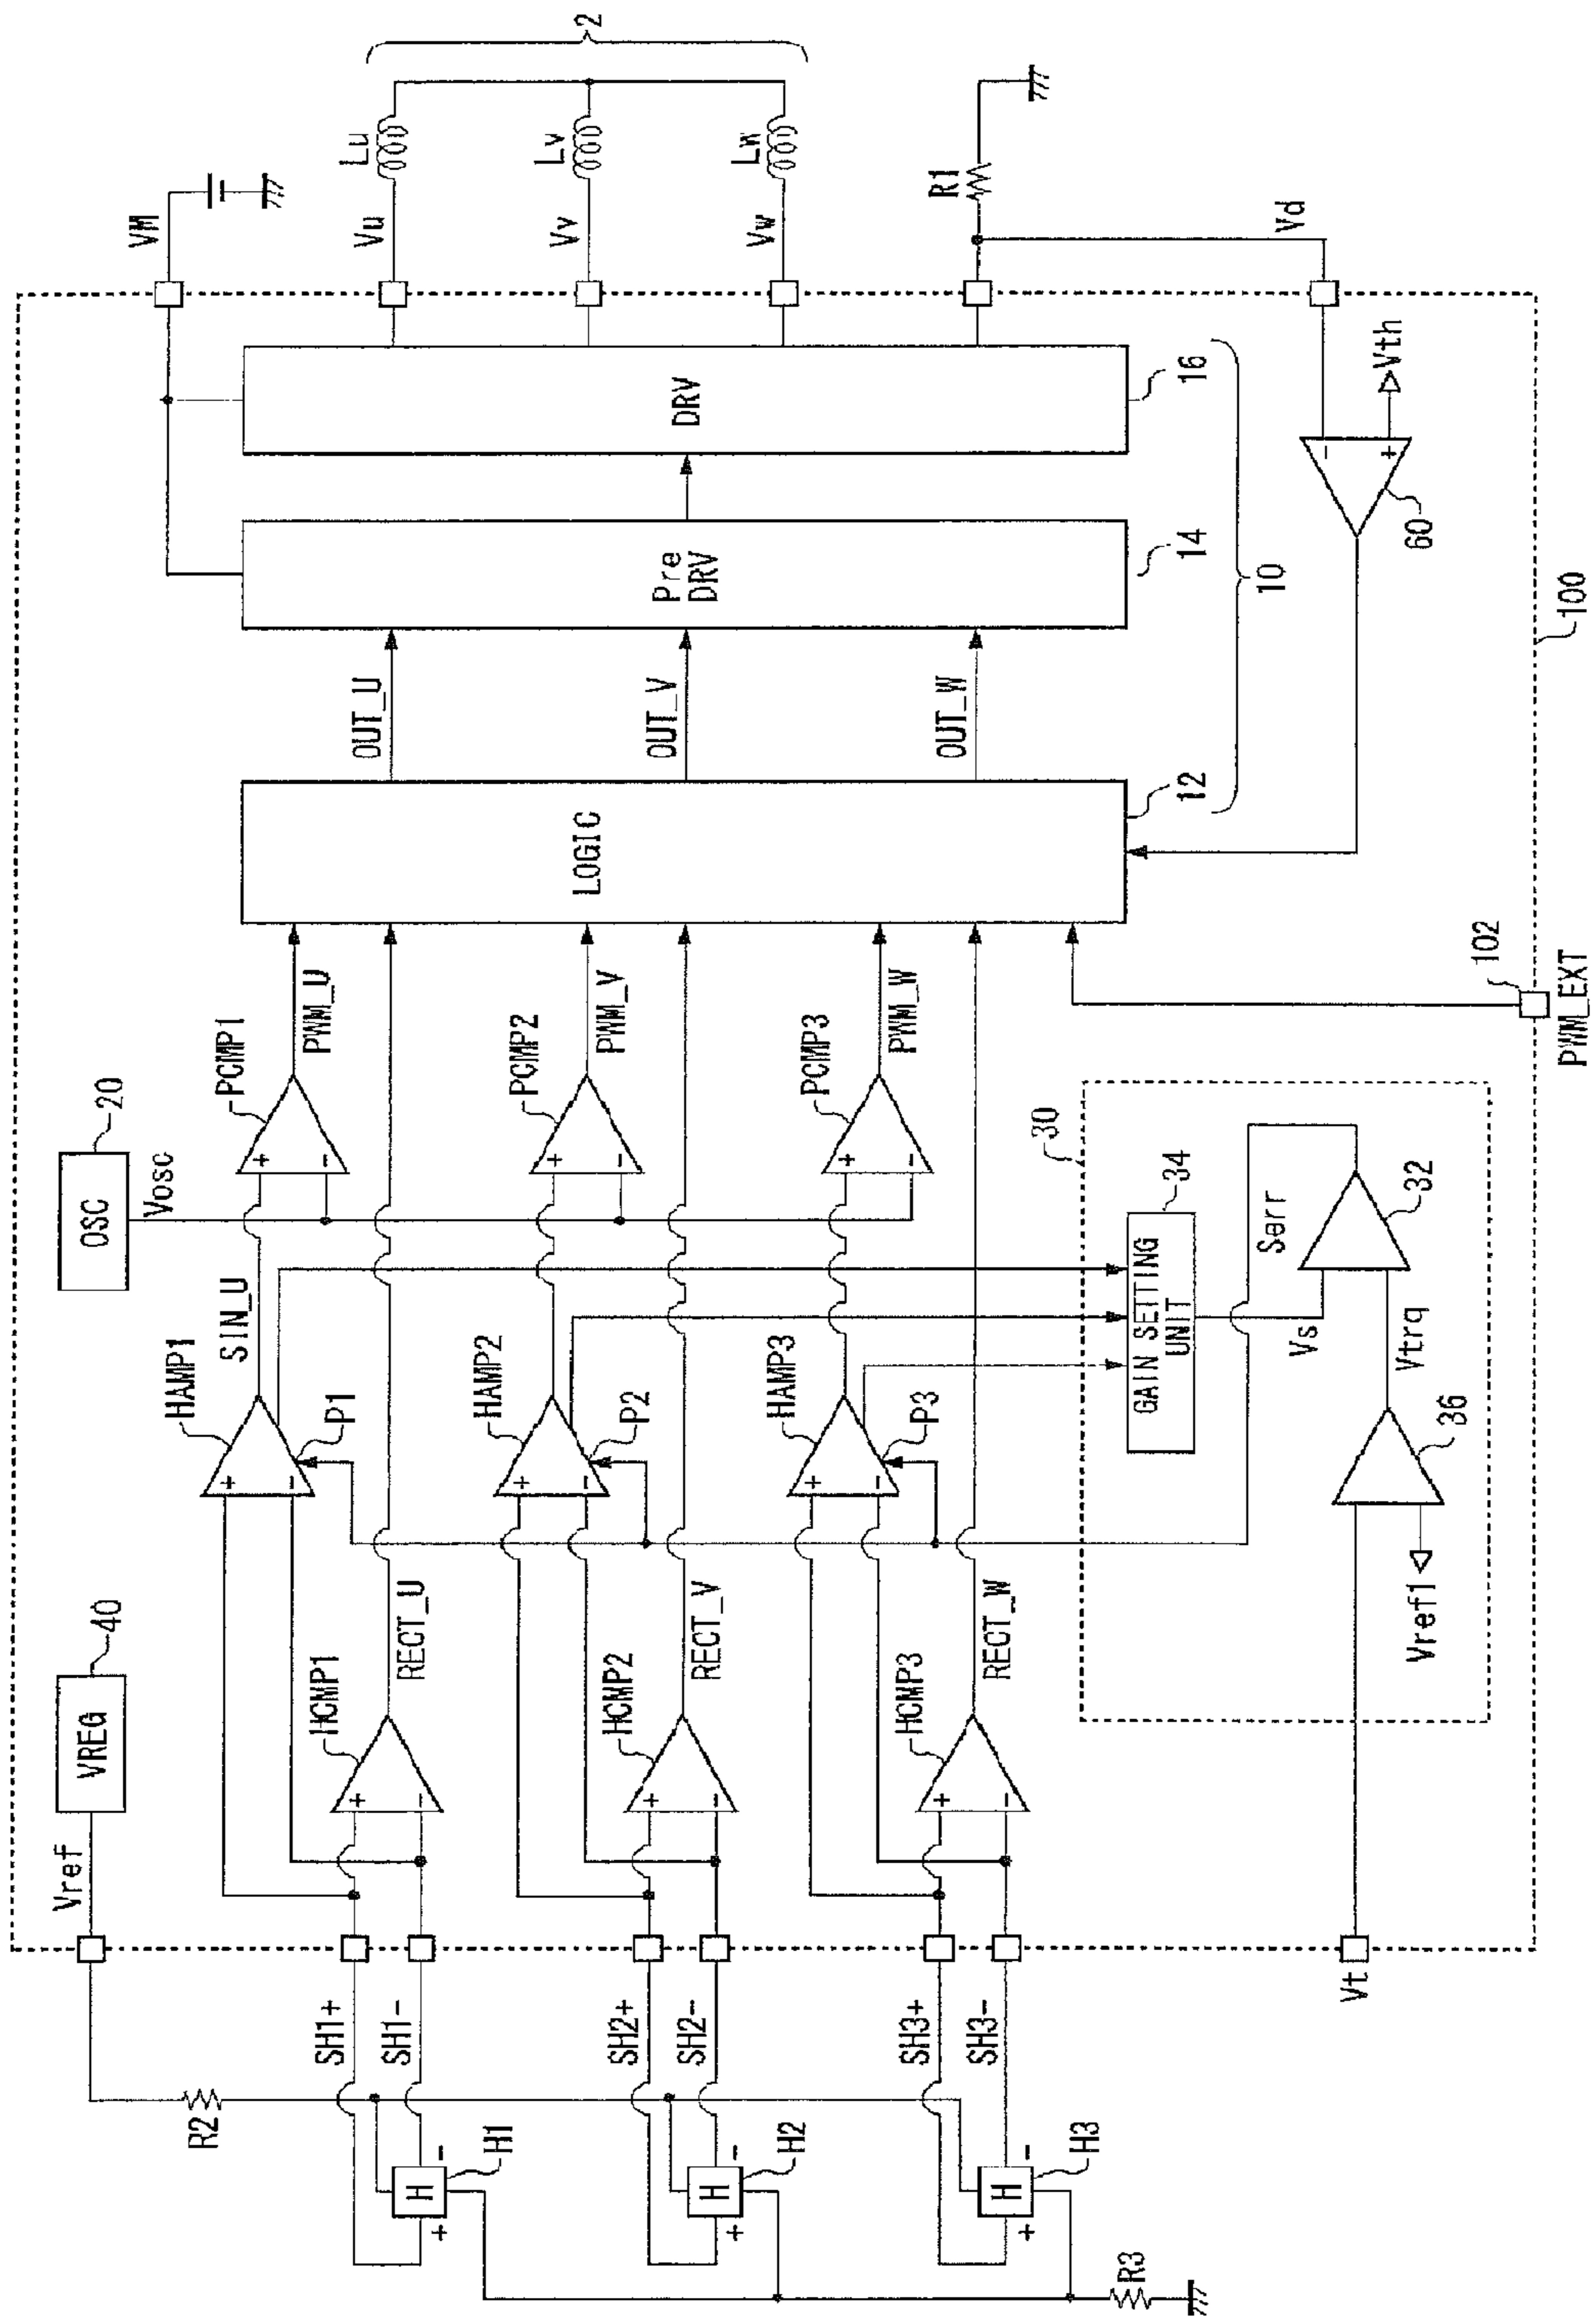 VM
Vref
VREG
40
OSC
20
Vosc
R2
SH1+
SH1-
SH2+
SH2-
SH3+
SH3-
H
+
-
H1
H
+
-
H2
H
+
-
H3
R3
HCMP1
+
-
RECT_U
HCMP2
+
-
RECT_V
HCMP3
+
-
RECT_W
HAMP1
+
-
P1
SIN_U
HAMP2
+
-
P2
HAMP3
+
-
P3
PCMP1
+
-
PWM_U
PCMP2
+
-
PWM_V
PCMP3
+
-
PWM_W
LOGIC
12
OUT_U
OUT_V
OUT_W
Pre
DRV
14
DRV
16
10
Vu
Vv
Vw
Lu
Lv
Lw
2
R1
Vd
-
+
Vth
60
30
GAIN SETTING
UNIT
34
Vs
Serr
32
Vtrq
36
Vref1
Vt
102
PWM_EXT
100